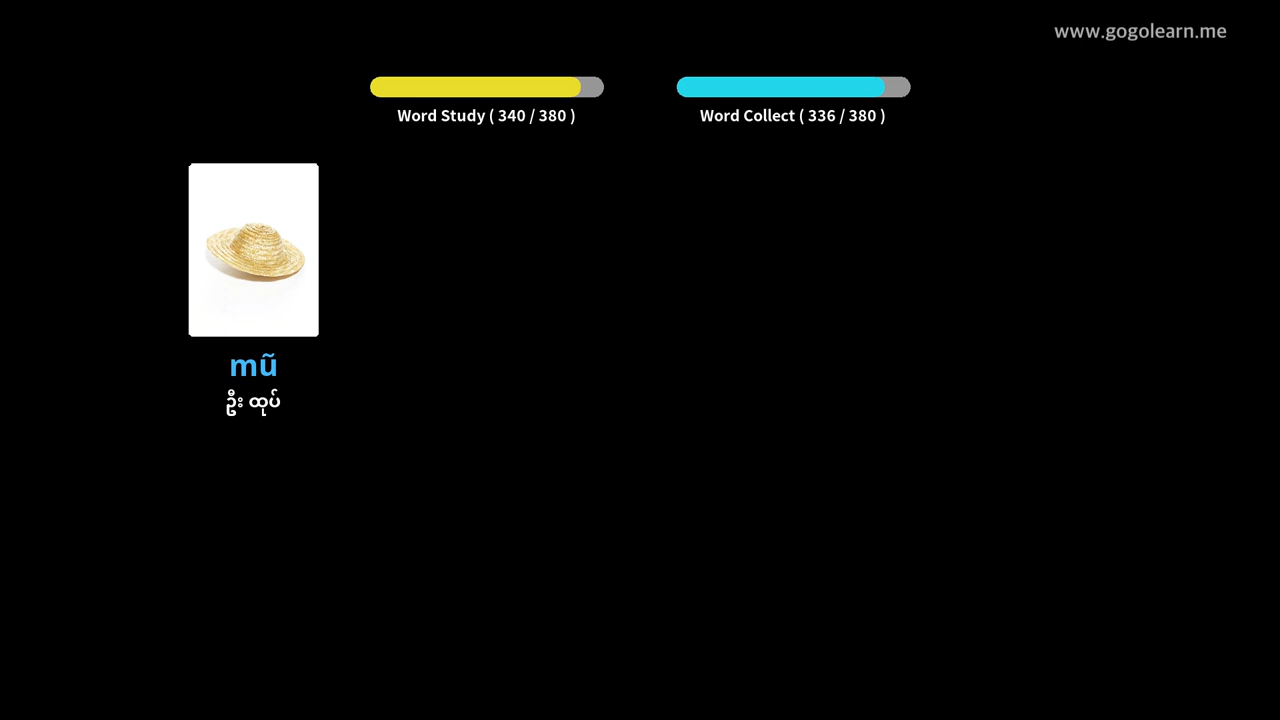 www.gogolearn.me
Word Study ( 340 / 380 )
Word Collect ( 336 / 380 )
mũ
ဦး ထုပ်